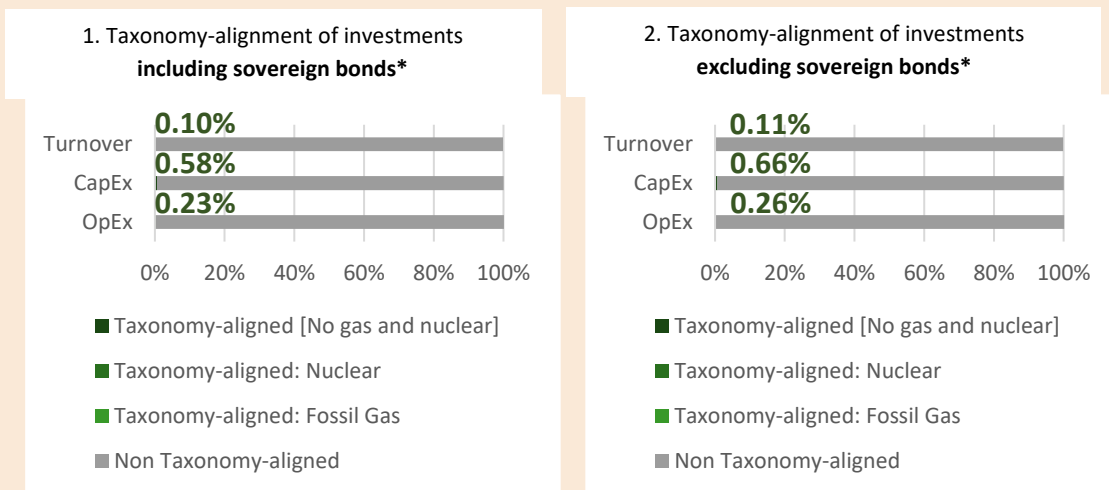 1. Taxonomy-alignment of investments
including sovereign bonds*
0.10%
Turnover
0.58%
CapEx
0.23%
OpEx
0% 20% 40% 60% 80% 100%
Taxonomy-aligned [No gas and nuclear]
Taxonomy-aligned: Nuclear
Taxonomy-aligned: Fossil Gas
Non Taxonomy-aligned
2. Taxonomy-alignment of investments
excluding sovereign bonds*
0.11%
Turnover
0.66%
CapEx
0.26%
OpEx
0% 20% 40% 60% 80% 100%
Taxonomy-aligned [No gas and nuclear]
Taxonomy-aligned: Nuclear
Taxonomy-aligned: Fossil Gas
Non Taxonomy-aligned